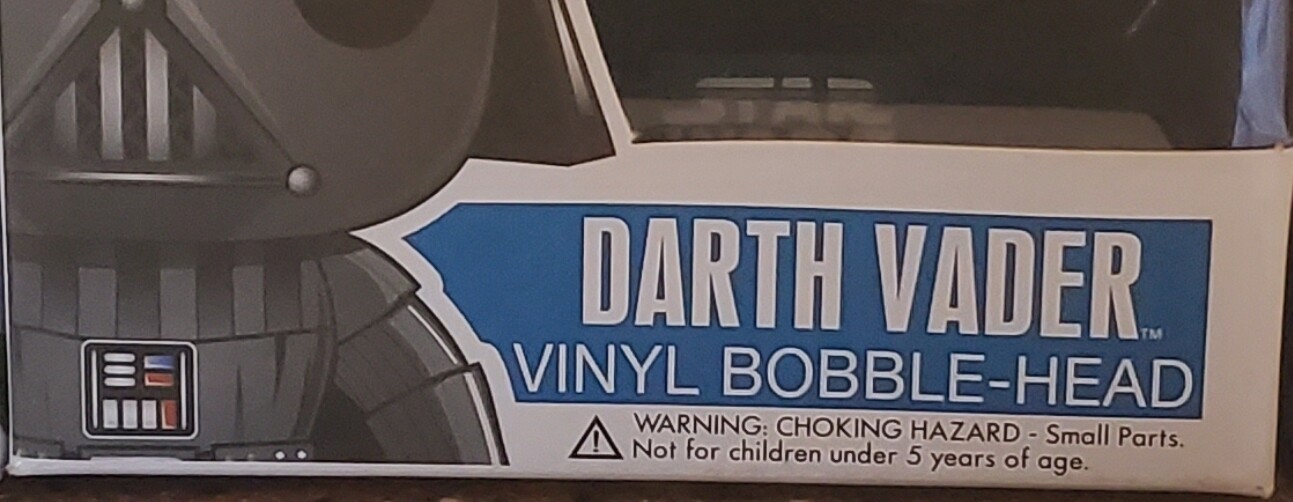 DARTH VADER™
VINYL BOBBLE-HEAD
WARNING: CHOKING HAZARD - Small Parts.
Not for children under 5 years of age.